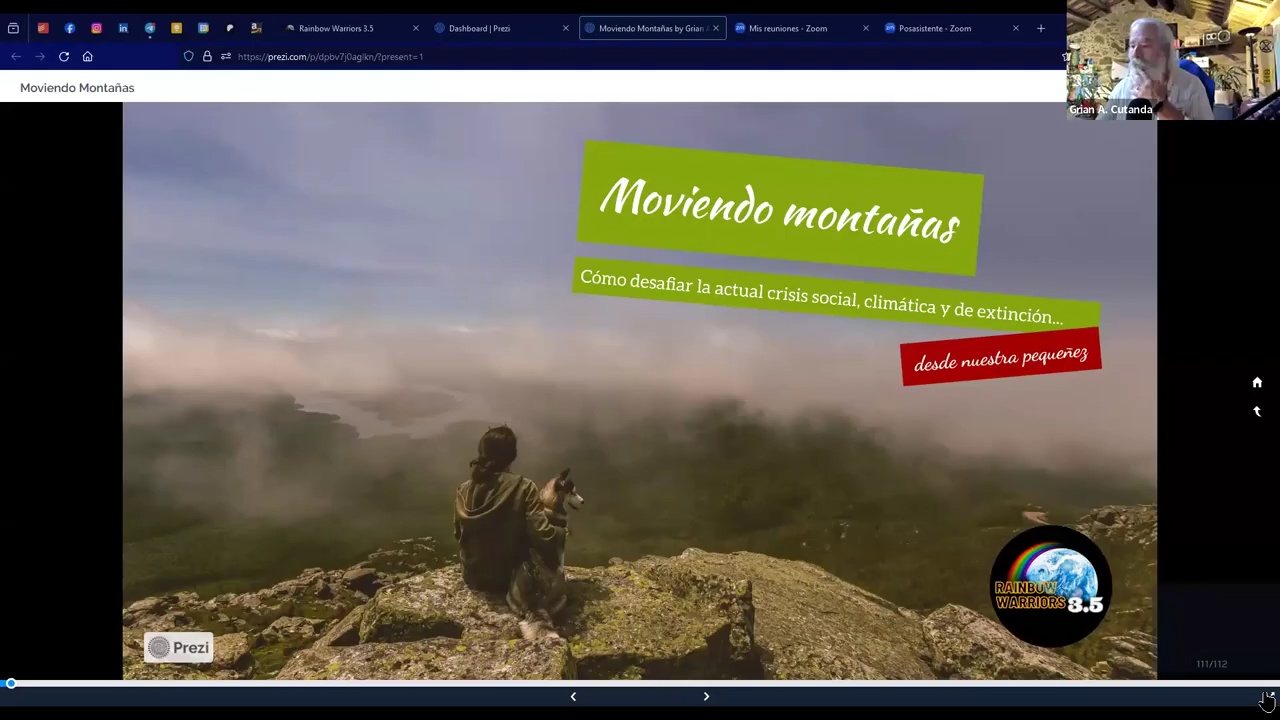 Rainbow Warriors 3.5
Dashboard | Prezi
Moviendo Montañas by Grian
Mis reuniones - Zoom
Posasistente - Zoom
https://prezi.com/p/dpbv7j0aglkn/?present=1
Moviendo Montañas
Grian A. Cutanda
Moviendo montañas
Cómo desafiar la actual crisis social, climática y de extinción...
desde nuestra pequeñez
RAINBOW
WARRIORS 3.5
Prezi
111/112